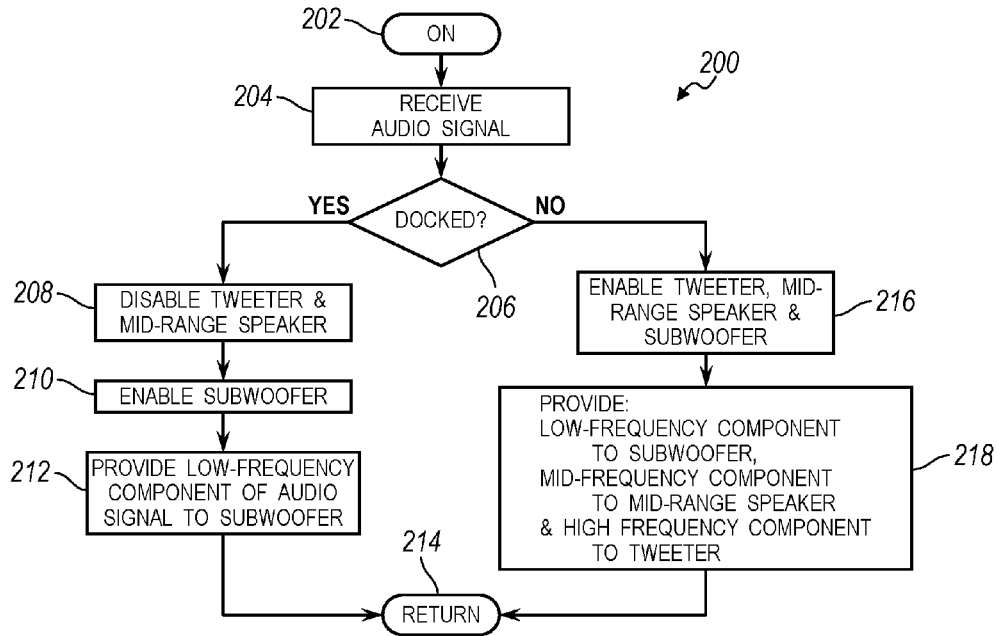 202
ON
200
204
RECEIVE
AUDIO SIGNAL
YES
DOCKED?
NO
206
208
DISABLE TWEETER &
MID-RANGE SPEAKER
ENABLE TWEETER, MID-
RANGE SPEAKER &
SUBWOOFER
216
210
ENABLE SUBWOOFER
212
PROVIDE LOW-FREQUENCY
COMPONENT OF AUDIO
SIGNAL TO SUBWOOFER
PROVIDE:
LOW-FREQUENCY COMPONENT
TO SUBWOOFER,
MID-FREQUENCY COMPONENT
TO MID-RANGE SPEAKER
& HIGH FREQUENCY COMPONENT
TO TWEETER
218
214
RETURN